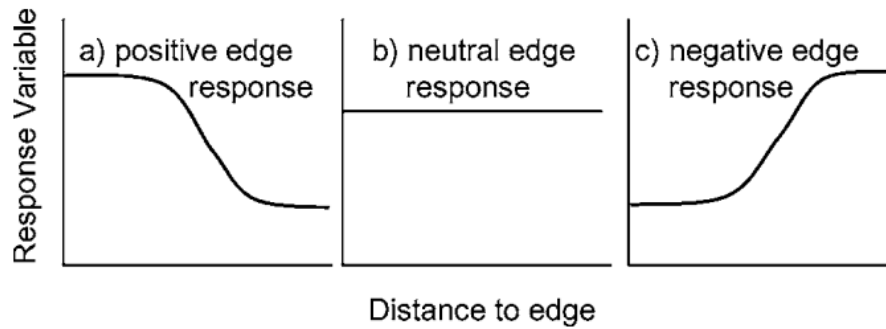 Response Variable
a) positive edge
response
b) neutral edge
response
c) negative edge
response
Distance to edge